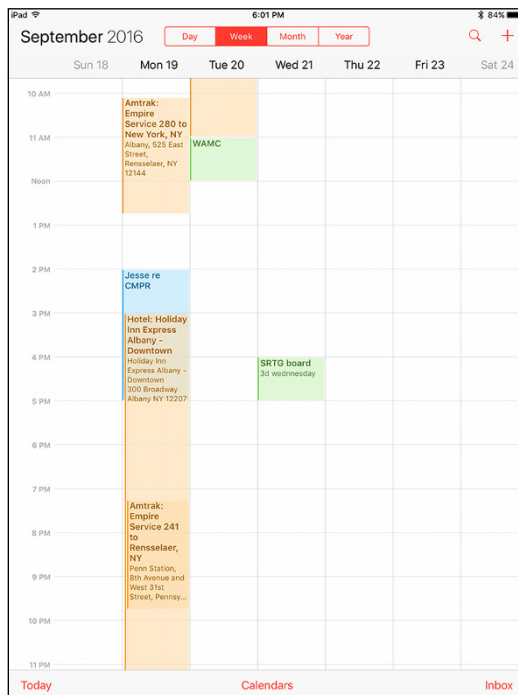 iPad 6:01 PM 84%
September 2016 Day Week Month Year
Sun 18 Mon 19 Tue 20 Wed 21 Thu 22 Fri 23 Sat 24
10 AM
Amtrak:
Empire
Service 280 to
New York, NY
Albany, 525 East
Street,
Rensselaer, NY
12144
11 AM
WAMC
Noon
1 PM
2 PM
Jesse re
CMPR
3 PM
Hotel: Holiday
Inn Express
Albany -
Downtown
Holiday Inn
Express Albany -
Downtown
300 Broadway
Albany NY 12207
4 PM
SRTG board
3d wednnesday
5 PM
6 PM
7 PM
Amtrak:
Empire
Service 241
to
Rensselaer,
NY
Penn Station,
8th Avenue and
West 31st
Street, Pennsy...
8 PM
9 PM
10 PM
11 PM
Today Calendars Inbox